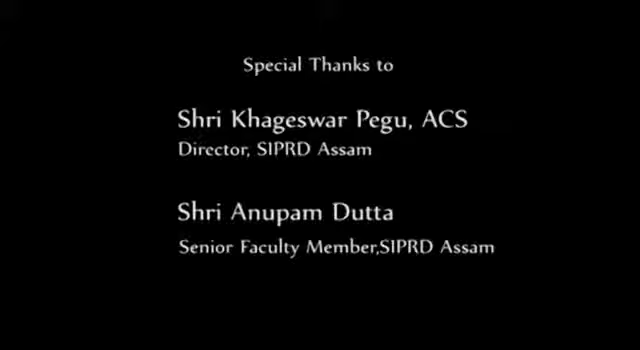 Special Thanks to
Shri Khageswar Pegu, ACS
Director, SIPRD Assam
Shri Anupam Dutta
Senior Faculty Member,SIPRD Assam